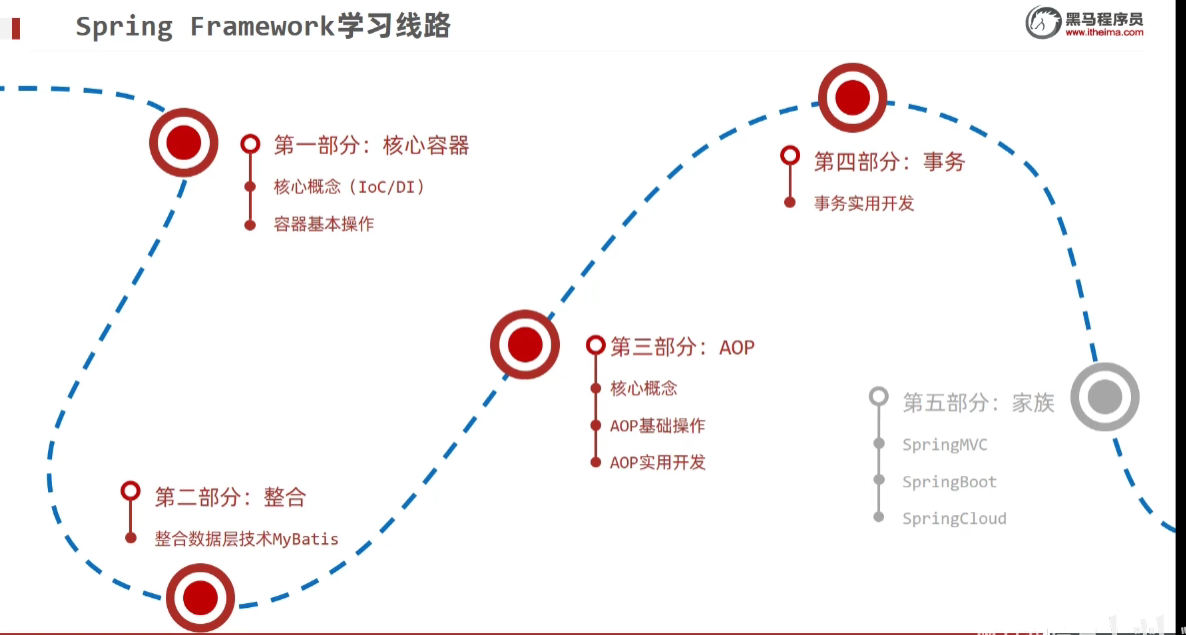 Spring Framework学习线路
黑马程序员
www.itheima.com
第一部分：核心容器
核心概念（IoC/DI）
容器基本操作
第二部分：整合
整合数据层技术MyBatis
第三部分：AOP
核心概念
AOP基础操作
AOP实用开发
第四部分：事务
事务实用开发
第五部分：家族
SpringMVC
SpringBoot
SpringCloud